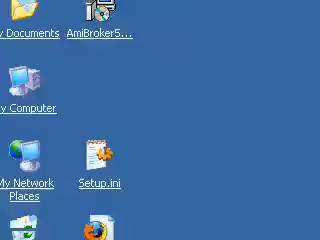 y Documents
AmiBroker5...
y Computer
My Network
Places
Setup.ini